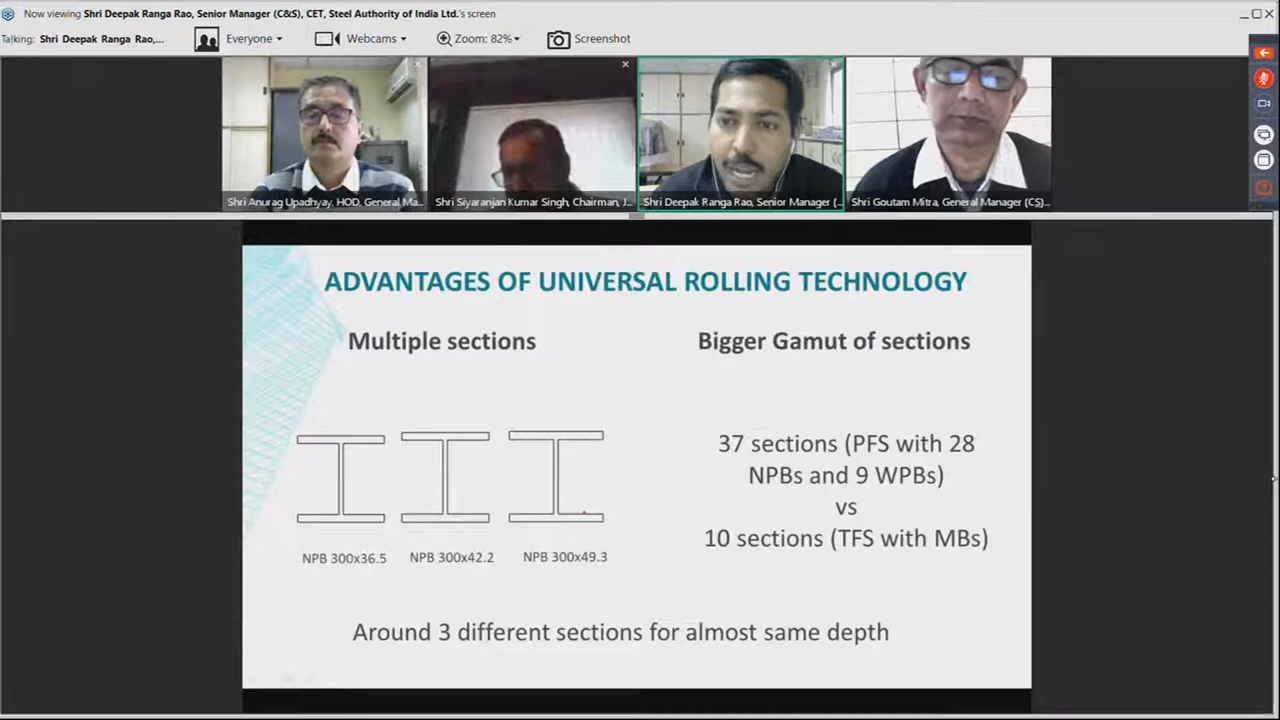 Now viewing Shri Deepak Ranga Rao, Senior Manager (C&S), CET, Steel Authority of India Ltd.'s screen
Talking: Shri Deepak Ranga Rao,... Everyone Webcams Zoom: 82% Screenshot
Shri Anurag Upadhyay, HOD, General Ma... Shri Siyaranjan Kumar Singh, Chairman, J... Shri Deepak Ranga Rao, Senior Manager (... Shri Goutam Mitra, General Manager (CS)...
ADVANTAGES OF UNIVERSAL ROLLING TECHNOLOGY
Multiple sections
NPB 300x36.5 NPB 300x42.2 NPB 300x49.3
Bigger Gamut of sections
37 sections (PFS with 28
NPBs and 9 WPBs)
vs
10 sections (TFS with MBs)
Around 3 different sections for almost same depth